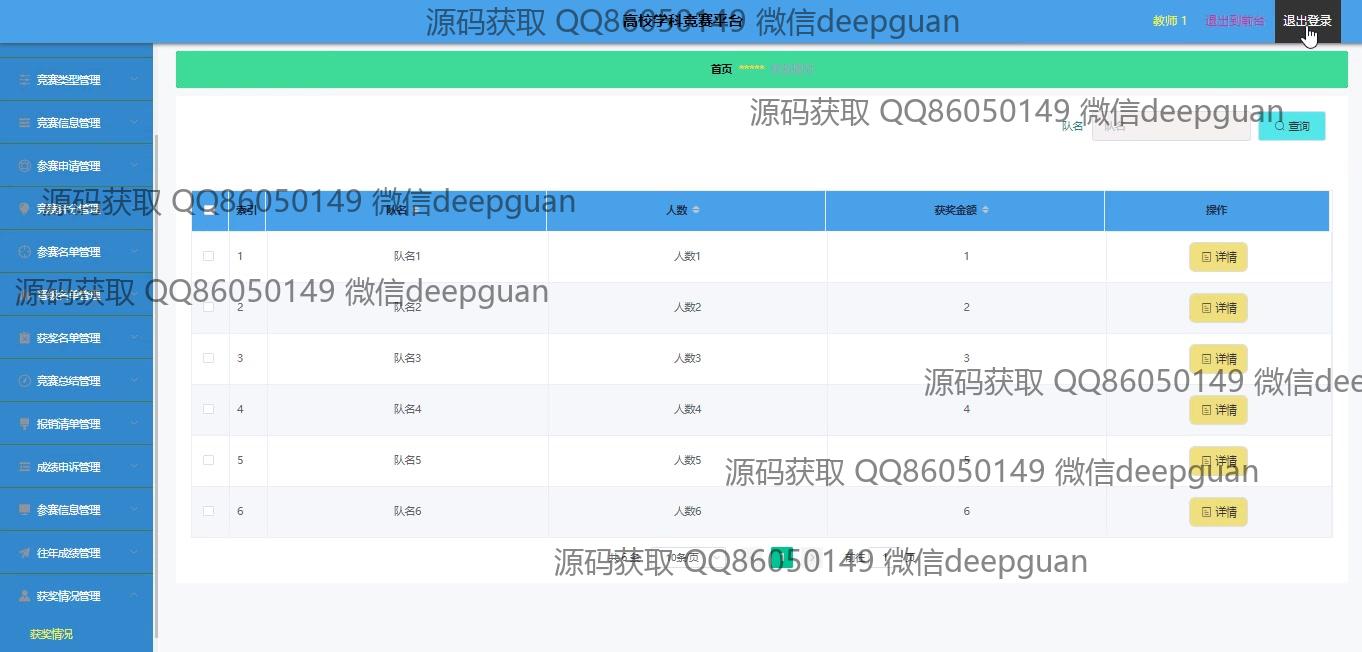 高校学科竞赛平台
源码获取 QQ86050149 微信deepguan
教师 1
退出到前台
退出登录
首页 ***** 获奖情况
源码获取 QQ86050149 微信deepguan
队名
队名
查询
竞赛类型管理
竞赛信息管理
参赛申请管理
参赛名单管理
获奖名单管理
竞赛总结管理
报销清单管理
成绩申诉管理
参赛信息管理
往年成绩管理
获奖情况管理
获奖情况
源码获取 QQ86050149 微信deepguan
索引 队名 人数 获奖金额 操作
1 队名1 人数1 1 详情
源码获取 QQ86050149 微信deepguan
2 队名2 人数2 2 详情
3 队名3 人数3 3 详情
源码获取 QQ86050149 微信dee
4 队名4 人数4 4 详情
5 队名5 人数5 5 详情
源码获取 QQ86050149 微信deepguan
6 队名6 人数6 6 详情
共 6 条 10条/页 1 前往 1 页
源码获取 QQ86050149 微信deepguan